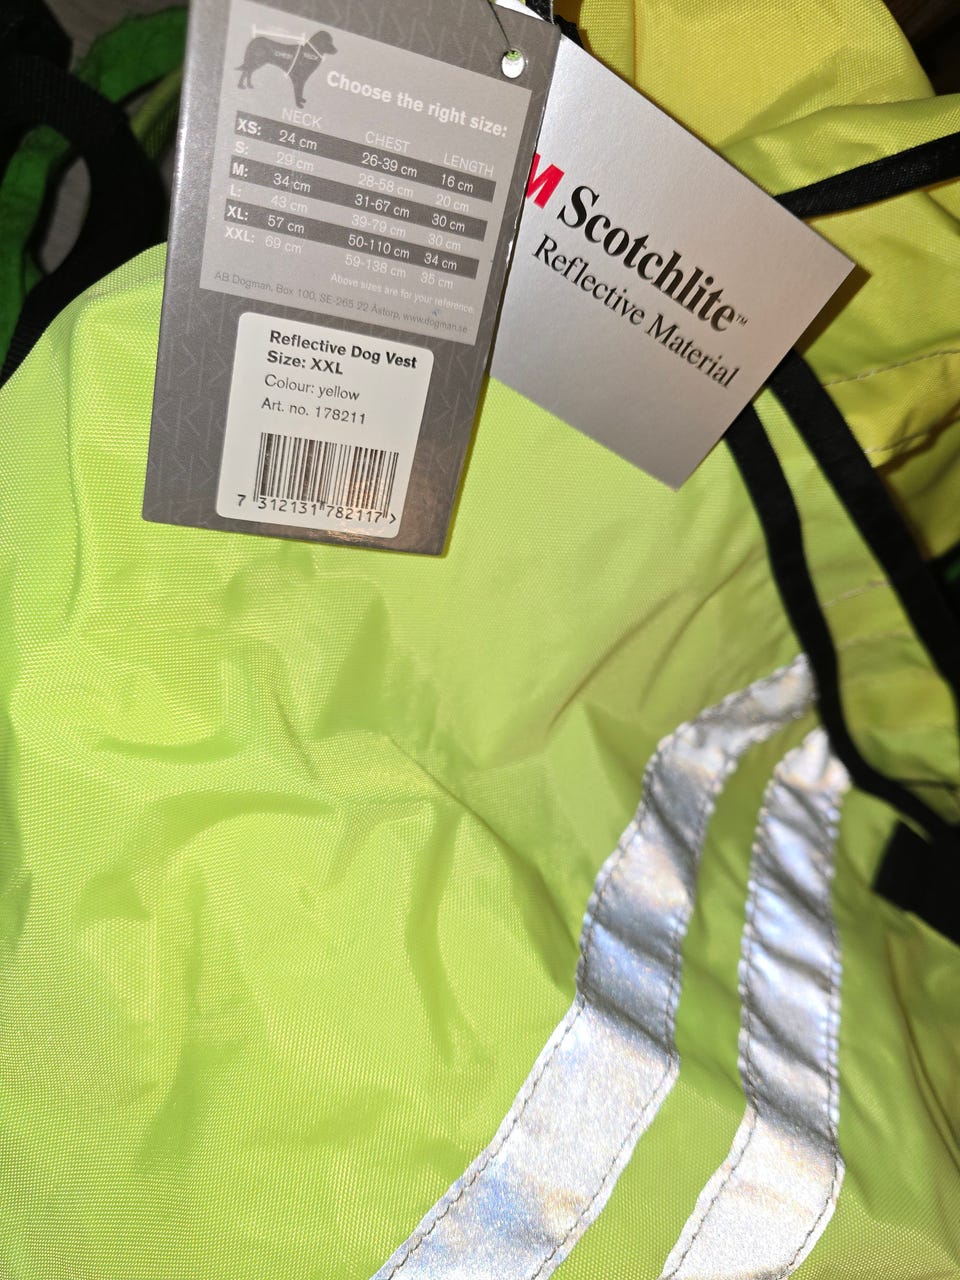 CHEST NECK
Choose the right size:
NECK CHEST LENGTH
XS: 24 cm 26-39 cm 16 cm
S: 29 cm 28-58 cm 20 cm
M: 34 cm 31-67 cm 30 cm
L: 43 cm 39-79 cm 30 cm
XL: 57 cm 50-110 cm 34 cm
XXL: 69 cm 59-138 cm 35 cm
Above sizes are for your reference.
AB Dogman, Box 100, SE-265 22 Åstorp, www.dogman.se
Reflective Dog Vest
Size: XXL
Colour: yellow
Art. no. 178211
7 312131 782117 >
M Scotchlite™
Reflective Material